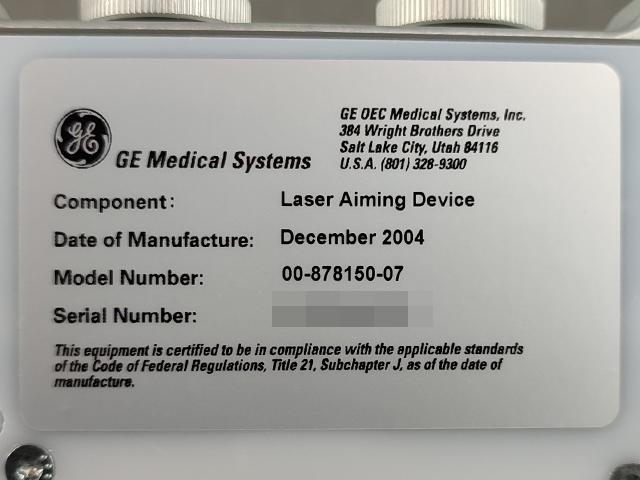 GE
GE Medical Systems
GE OEC Medical Systems, Inc.
384 Wright Brothers Drive
Salt Lake City, Utah 84116
U.S.A. (801) 328-9300
Component: Laser Aiming Device
Date of Manufacture: December 2004
Model Number: 00-878150-07
Serial Number:
This equipment is certified to be in compliance with the applicable standards
of the Code of Federal Regulations, Title 21, Subchapter J, as of the date of
manufacture.